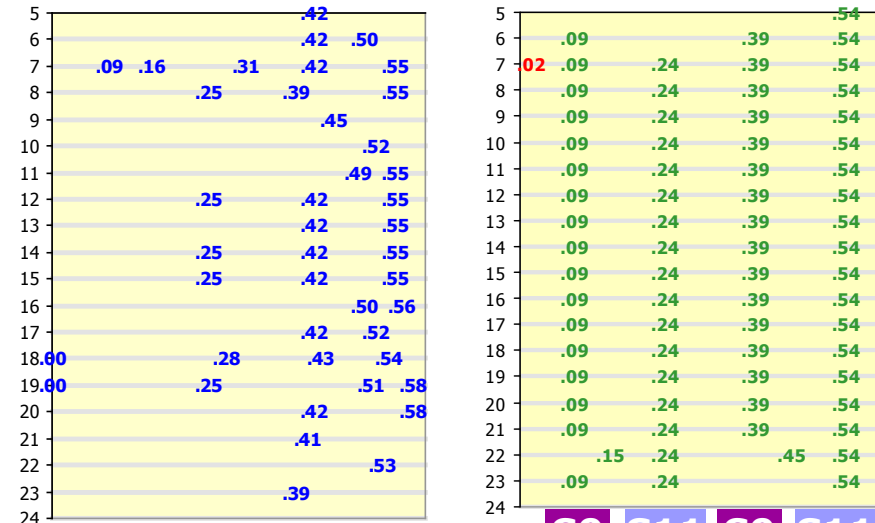 5 .42
6 .42 .50
7 .09 .16 .31 .42 .55
8 .25 .39 .55
9 .45
10 .52
11 .49 .55
12 .25 .42 .55
13 .42 .55
14 .25 .42 .55
15 .25 .42 .55
16 .50 .56
17 .42 .52
18 .00 .28 .43 .54
19 .00 .25 .51 .58
20 .42 .58
21 .41
22 .53
23 .39
24
5 .54
6 .09 .39 .54
7 .02 .09 .24 .39 .54
8 .09 .24 .39 .54
9 .09 .24 .39 .54
10 .09 .24 .39 .54
11 .09 .24 .39 .54
12 .09 .24 .39 .54
13 .09 .24 .39 .54
14 .09 .24 .39 .54
15 .09 .24 .39 .54
16 .09 .24 .39 .54
17 .09 .24 .39 .54
18 .09 .24 .39 .54
19 .09 .24 .39 .54
20 .09 .24 .39 .54
21 .09 .24 .39 .54
22 .15 .24 .45 .54
23 .09 .24 .54
24